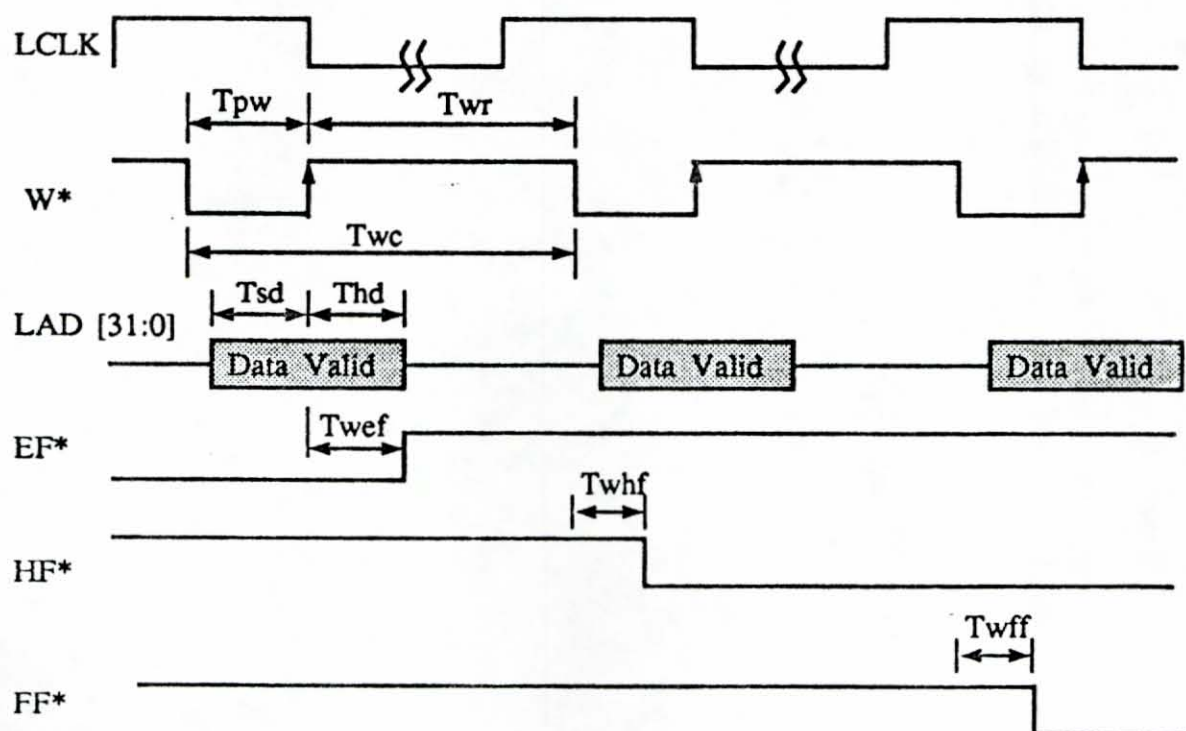 LCLK
Tpw
Twr
W*
Twc
Tsd
Thd
LAD [31:0]
Data Valid
Data Valid
Data Valid
Twef
EF*
Twhf
HF*
Twff
FF*